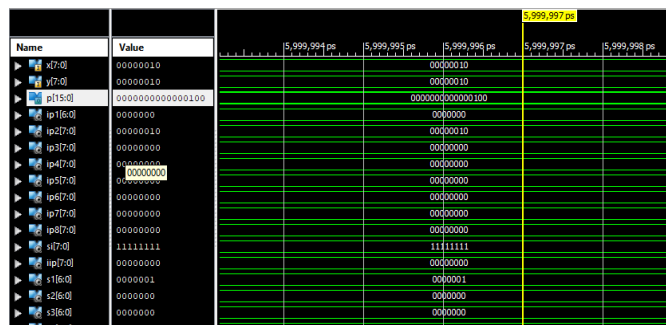 5,999,997 ps
Name Value 5,999,994 ps 5,999,995 ps 5,999,996 ps 5,999,997 ps 5,999,998 ps
x[7:0] 00000010 00000010
y[7:0] 00000010 00000010
p[15:0] 0000000000000100 0000000000000100
ip1[6:0] 0000000 0000000
ip2[7:0] 00000010 00000010
ip3[7:0] 00000000 00000000
ip4[7:0] 00000000 00000000
00000000
ip5[7:0] 00000000 00000000
ip6[7:0] 00000000 00000000
ip7[7:0] 00000000 00000000
ip8[7:0] 00000000 00000000
si[7:0] 11111111 11111111
iip[7:0] 00000000 00000000
s1[6:0] 0000001 0000001
s2[6:0] 0000000 0000000
s3[6:0] 0000000 0000000